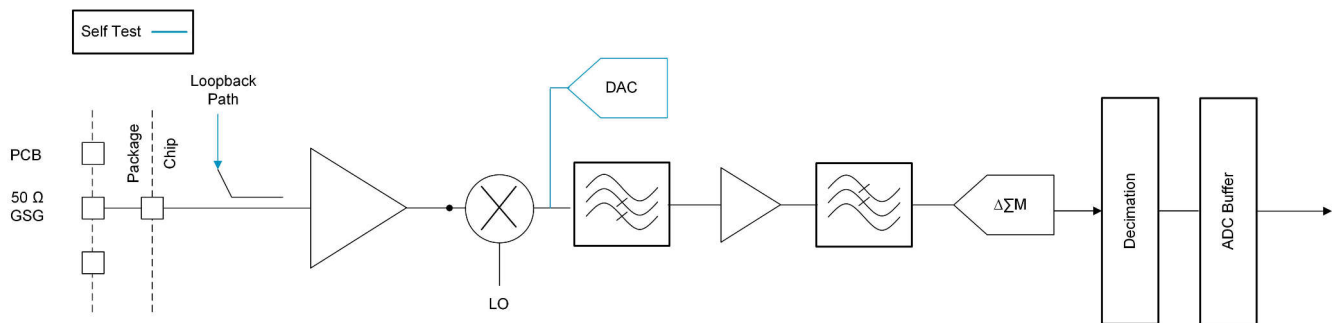 Self Test
Loopback
Path
DAC
PCB
Package
Chip
50 Ω
GSG
ΔΣM
Decimation
ADC Buffer
LO